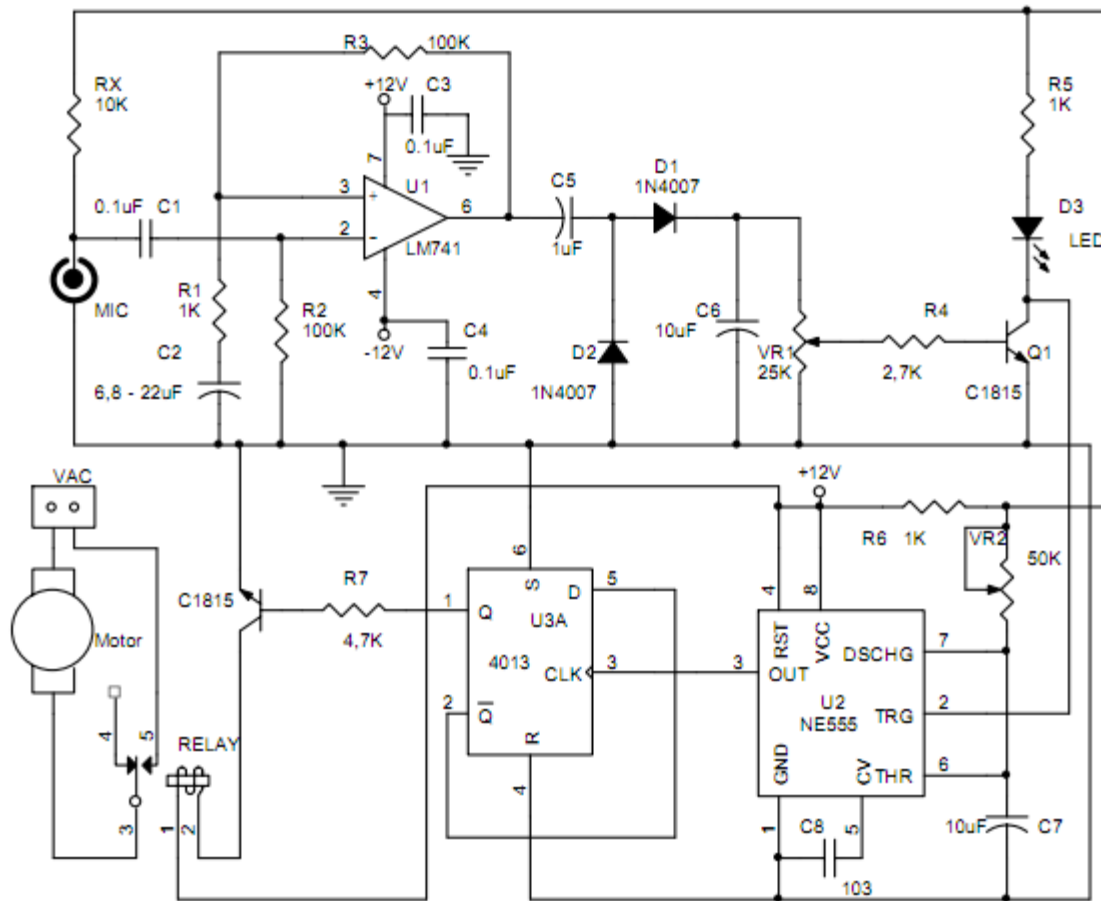 R3 100K
RX
10K
+12V
C3
0.1uF
7
R5
1K
D1
1N4007
C5
1uF
3
+
U1
6
0.1uF C1
2
-
LM741
D3
LED
MIC
R1
1K
R2
100K
4
-12V
C4
0.1uF
C2
6,8 - 22uF
D2
1N4007
C6
10uF
VR1
25K
R4
2,7K
Q1
C1815
VAC
+12V
R6 1K
VR2
50K
6
S
D
5
U3A
4013
CLK
3
1
Q
2
Q̅
R
4
C1815
R7
4,7K
Motor
4
5
3
RELAY
1
2
4
8
RST
VCC
DSCHG
7
3
OUT
U2
NE555
TRG
2
GND
CV
THR
6
1
C8
5
103
10uF C7